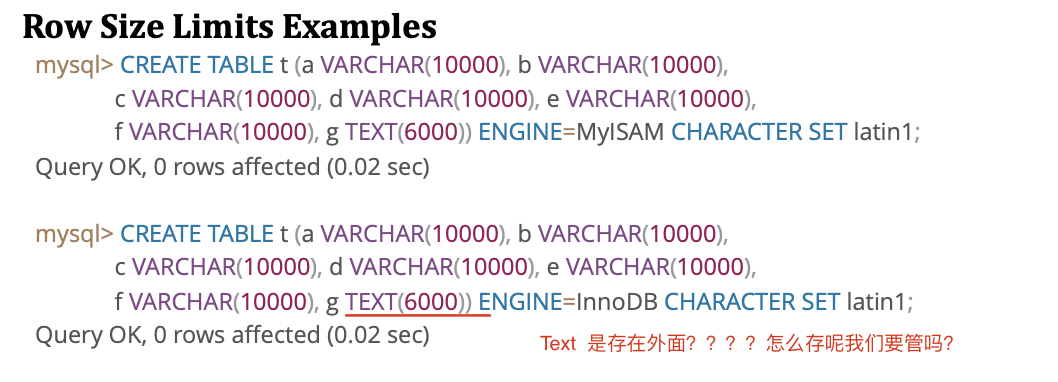 Row Size Limits Examples
mysql> CREATE TABLE t (a VARCHAR(10000), b VARCHAR(10000),
c VARCHAR(10000), d VARCHAR(10000), e VARCHAR(10000),
f VARCHAR(10000), g TEXT(6000)) ENGINE=MyISAM CHARACTER SET latin1;
Query OK, 0 rows affected (0.02 sec)
mysql> CREATE TABLE t (a VARCHAR(10000), b VARCHAR(10000),
c VARCHAR(10000), d VARCHAR(10000), e VARCHAR(10000),
f VARCHAR(10000), g TEXT(6000)) ENGINE=InnoDB CHARACTER SET latin1;
Query OK, 0 rows affected (0.02 sec)
Text 是存在外面？？？？怎么存呢我们要管吗?